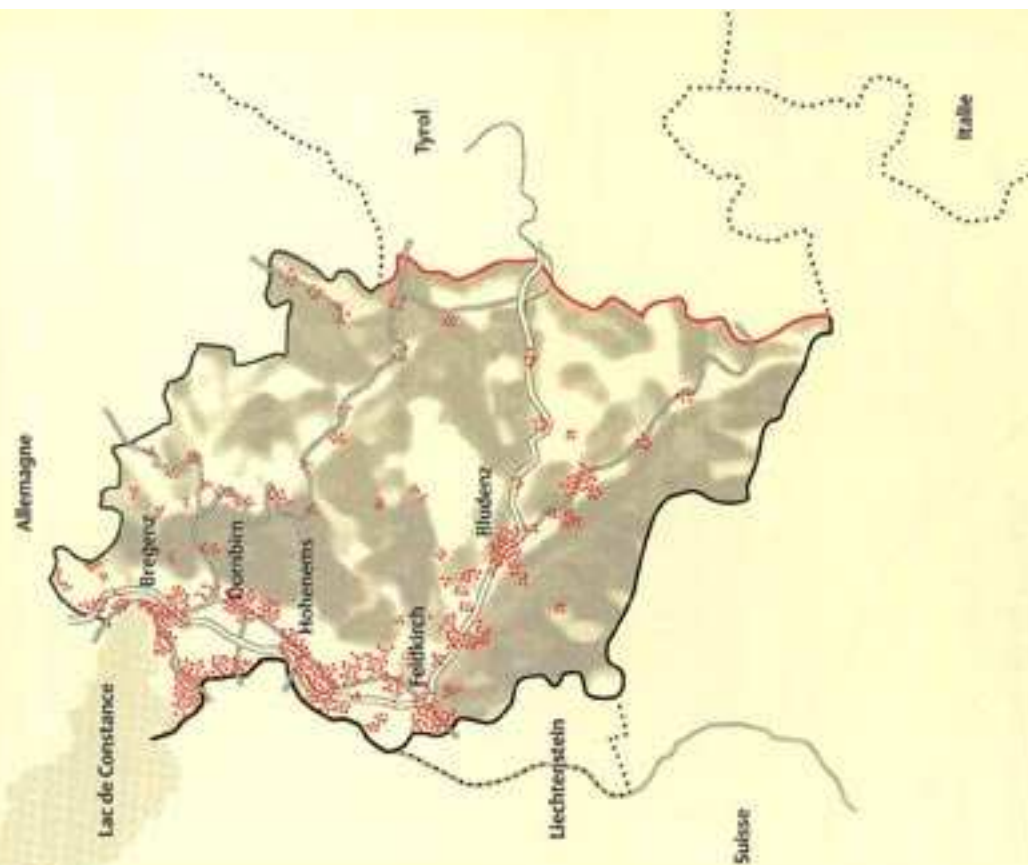 Allemagne
Lac de Constance
Bregenz
Dornbirn
Hohenems
Feldkirch
Bludenz
Tyrol
Liechtenstein
Suisse
Italie